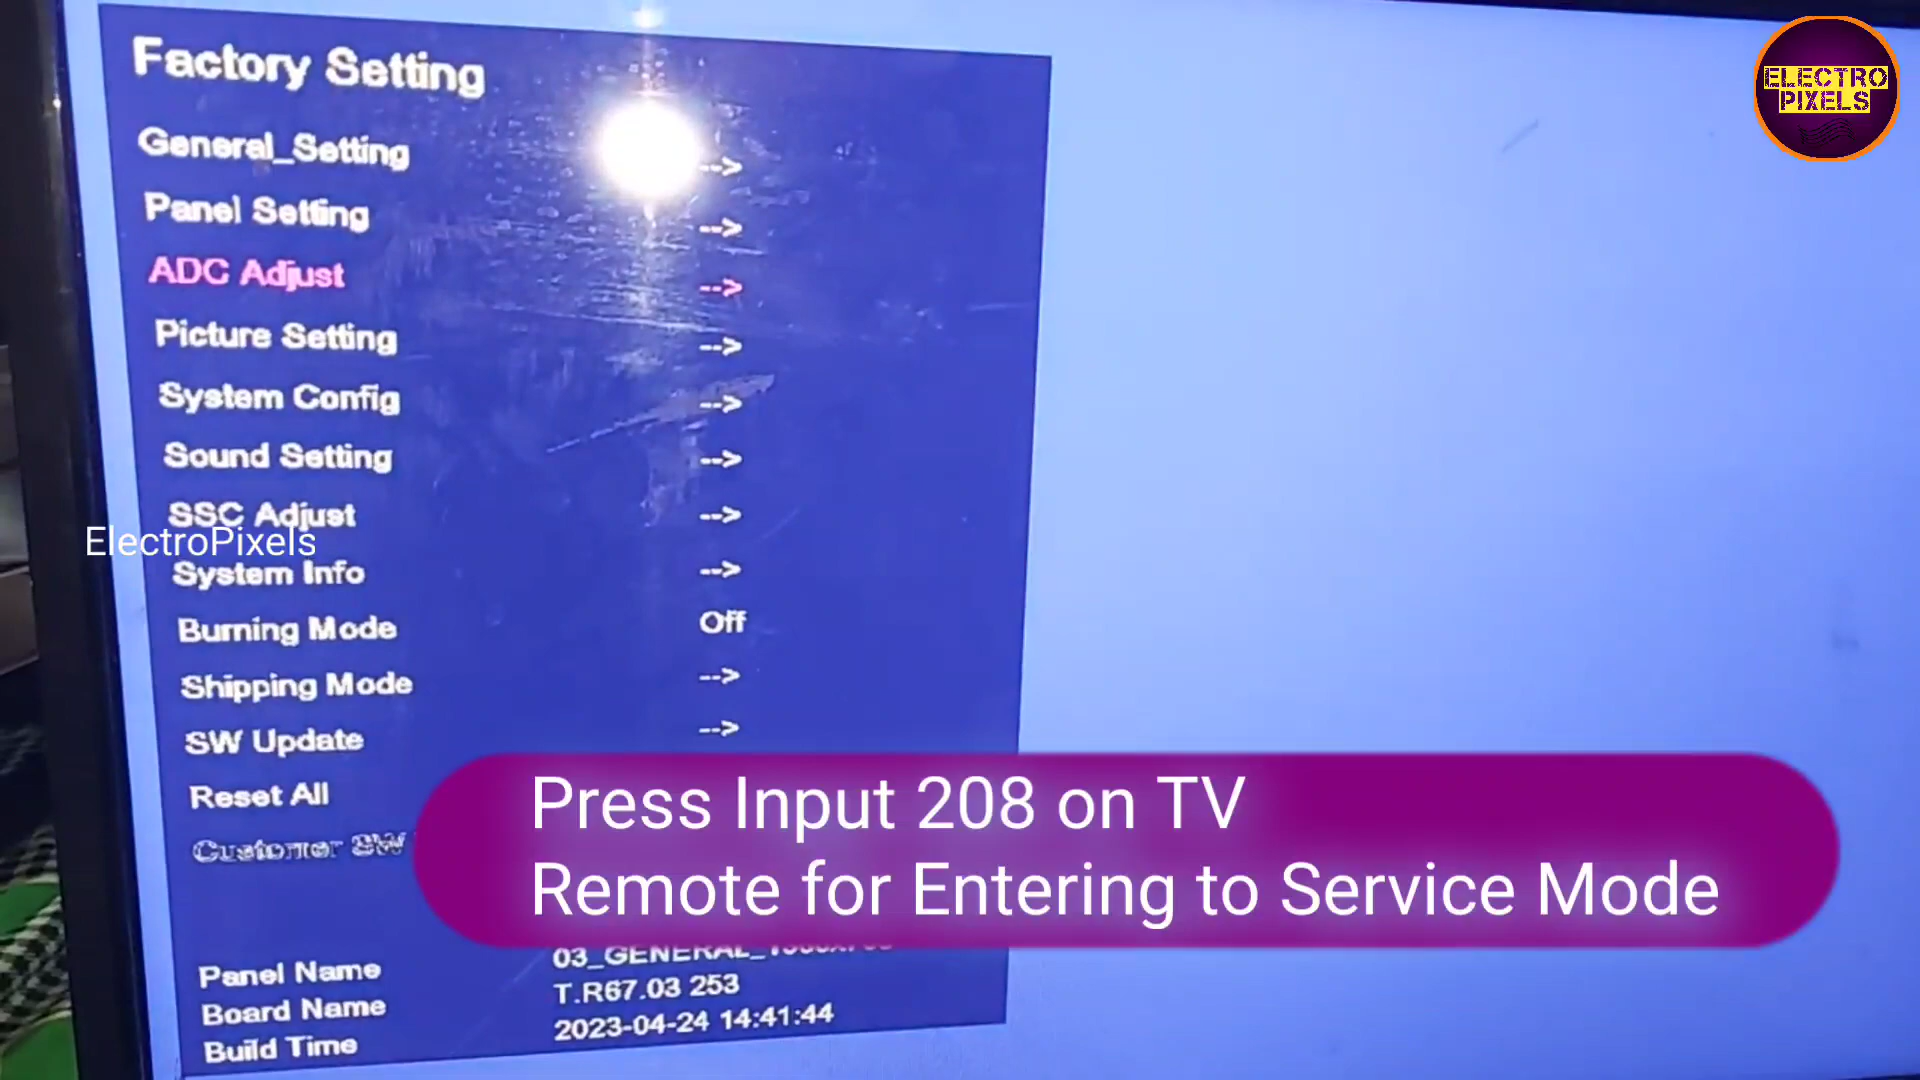 Factory Setting
ELECTRO
PIXELS
General_Setting -->
Panel Setting -->
ADC Adjust -->
Picture Setting -->
System Config -->
Sound Setting -->
SSC Adjust -->
ElectroPixels
System Info -->
Burning Mode Off
Shipping Mode -->
SW Update -->
Reset All
Customer SW
Press Input 208 on TV
Remote for Entering to Service Mode
Panel Name
Board Name T.R67.03 253
Build Time 2023-04-24 14:41:44